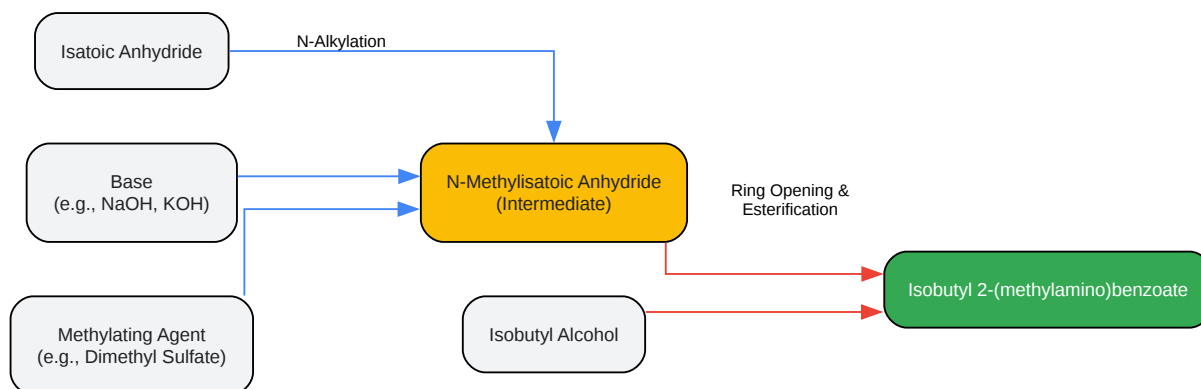 Isatoic Anhydride
N-Alkylation
Base
(e.g., NaOH, KOH)
N-Methylisatoic Anhydride
(Intermediate)
Ring Opening &
Esterification
Isobutyl 2-(methylamino)benzoate
Methylating Agent
(e.g., Dimethyl Sulfate)
Isobutyl Alcohol